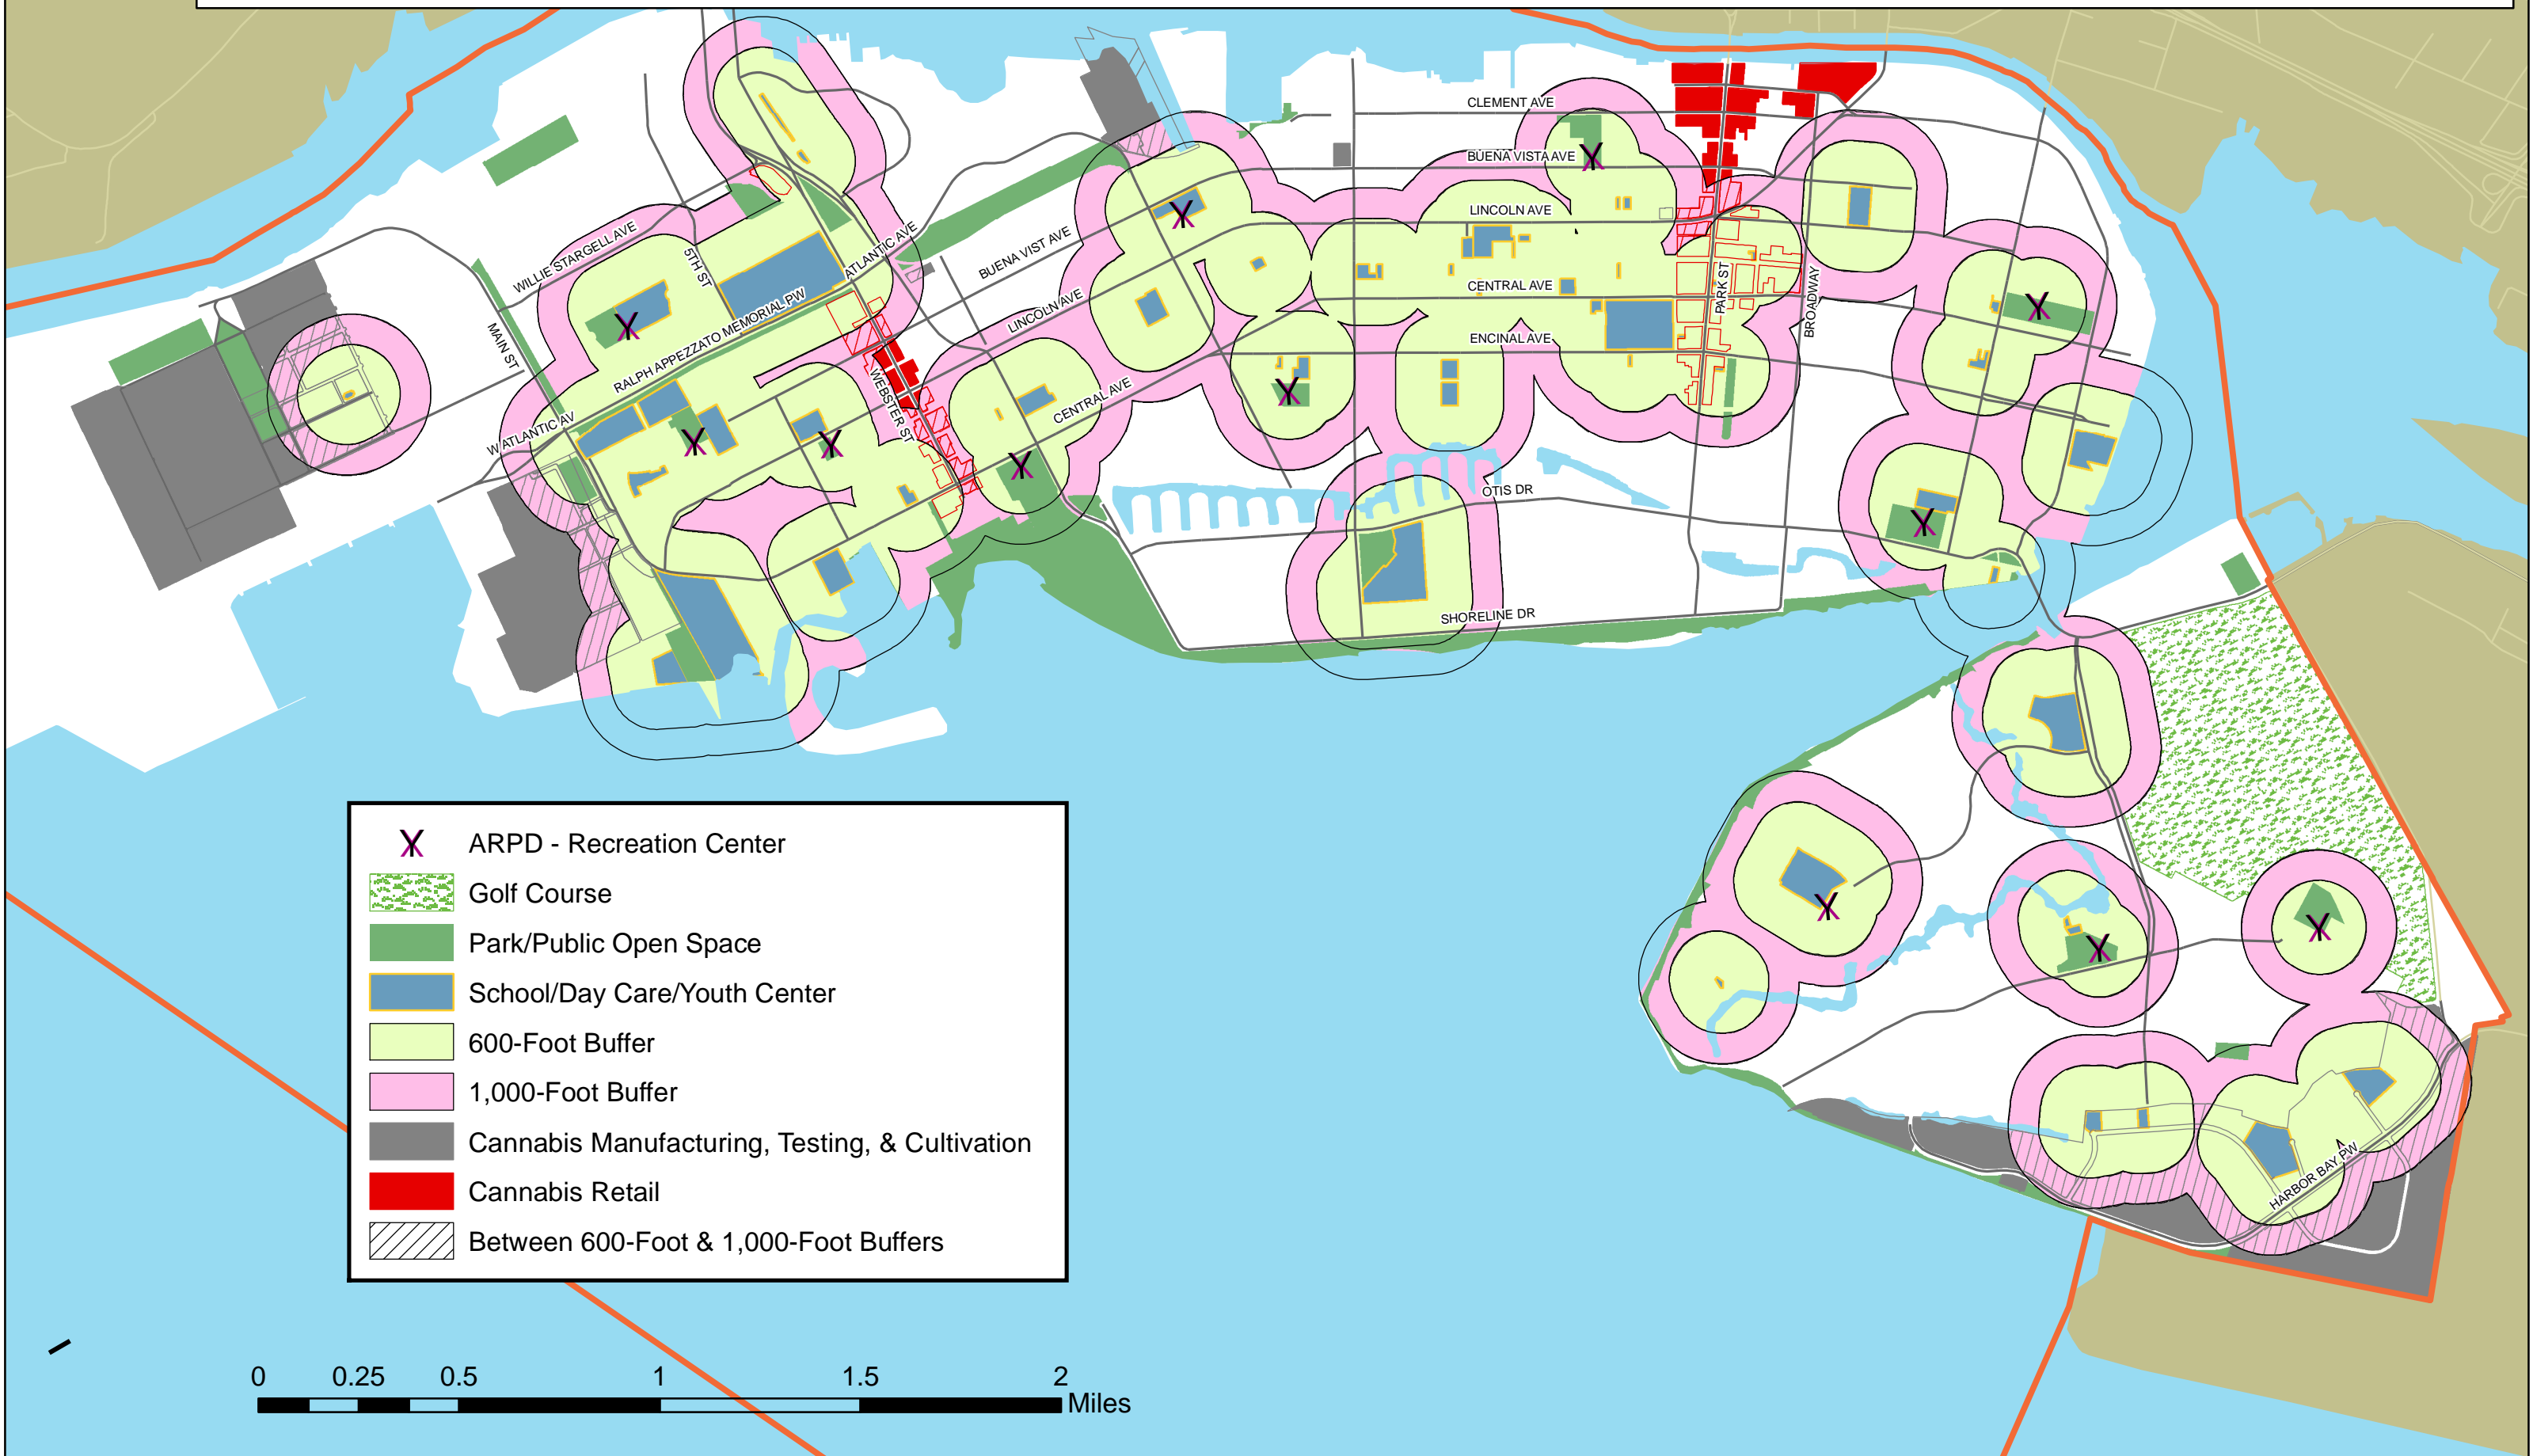 CLEMENT AVE
BUENA VISTA AVE
LINCOLN AVE
CENTRAL AVE
ENCINAL AVE
PARK ST
BROADWAY
OTIS DR
SHORELINE DR
WILLIE STARGELL AVE
5TH ST
ATLANTIC AVE
BUENA VIST AVE
LINCOLN AVE
RALPH APPEZZATO MEMORIAL PW
MAIN ST
W ATLANTIC AV
WEBSTER ST
CENTRAL AVE
HARBOR BAY PW
ARPD - Recreation Center
Golf Course
Park/Public Open Space
School/Day Care/Youth Center
600-Foot Buffer
1,000-Foot Buffer
Cannabis Manufacturing, Testing, & Cultivation
Cannabis Retail
Between 600-Foot & 1,000-Foot Buffers
0 0.25 0.5 1 1.5 2
Miles